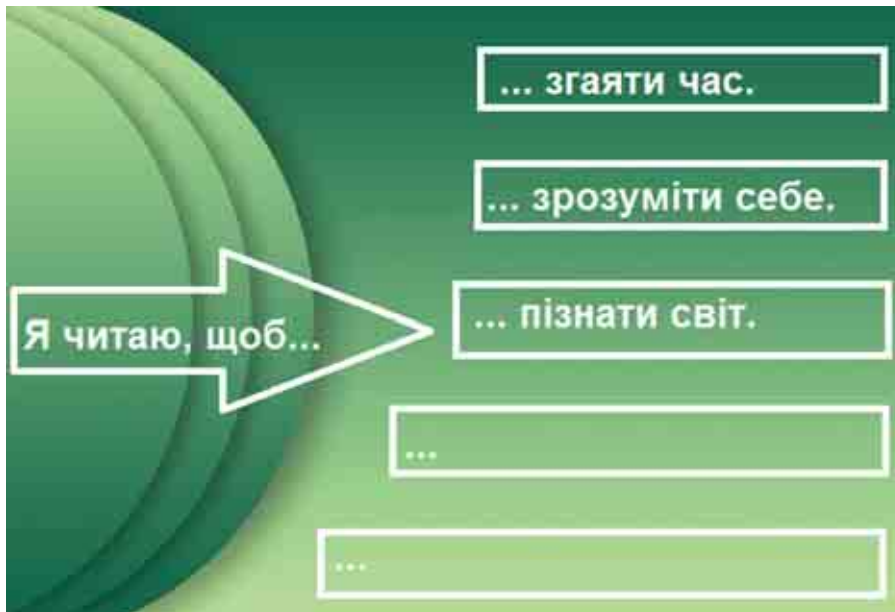 ... згаяти час.
... зрозуміти себе.
Я читаю, щоб...
... пізнати світ.
...
...